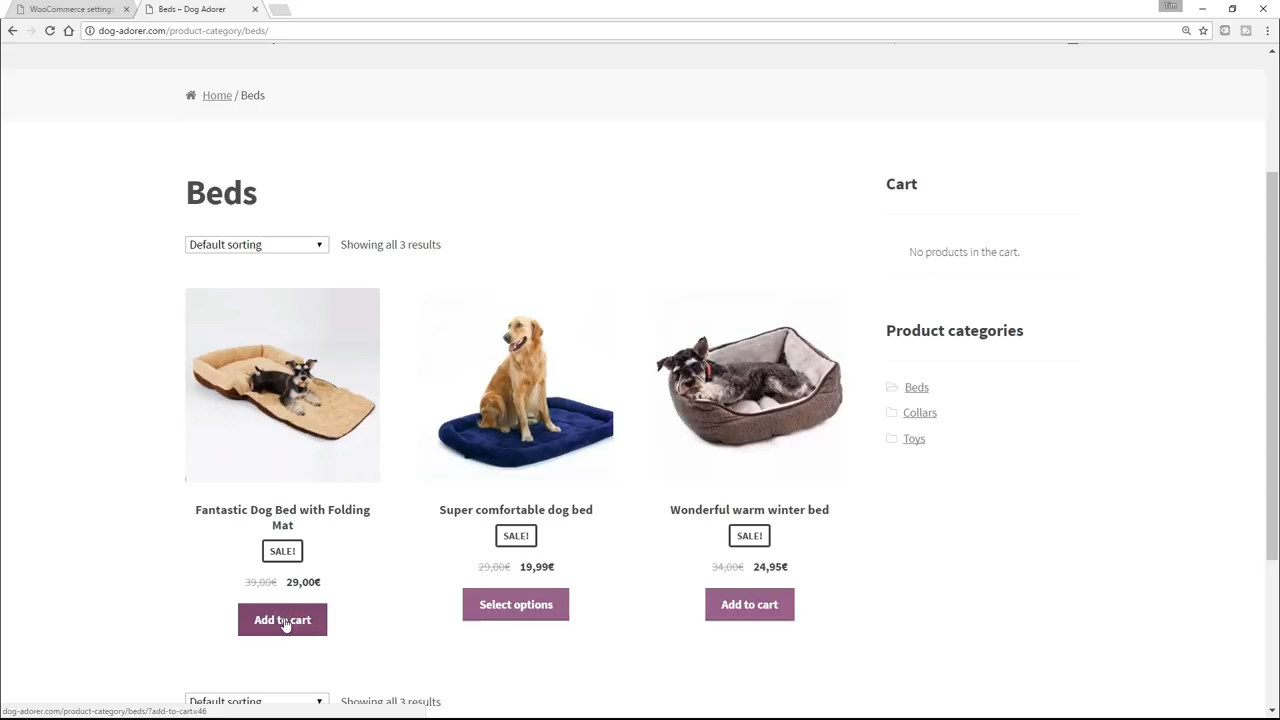 WooCommerce settings
Beds – Dog Adorer
Tim
dog-adorer.com/product-category/beds/
Home / Beds
Beds
Default sorting
Showing all 3 results
Cart
No products in the cart.
Product categories
Beds
Collars
Toys
Fantastic Dog Bed with Folding
Mat
SALE!
39,00€ 29,00€
Add to cart
Super comfortable dog bed
SALE!
29,00€ 19,99€
Select options
Wonderful warm winter bed
SALE!
34,00€ 24,95€
Add to cart
Default sorting
Showing all 3 results
dog-adorer.com/product-category/beds/?add-to-cart=46